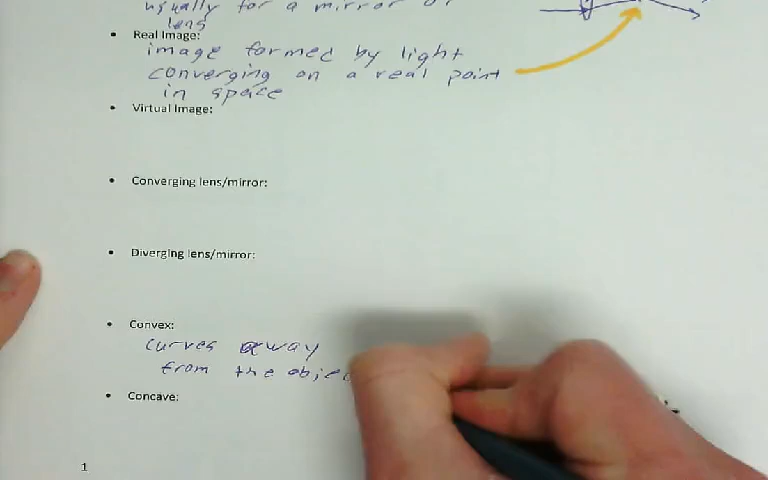 usually for a mirror or
lens
• Real Image:
image formed by light
converging on a real point
in space
• Virtual Image:
• Converging lens/mirror:
• Diverging lens/mirror:
• Convex:
curves away
from the objec
• Concave:
1